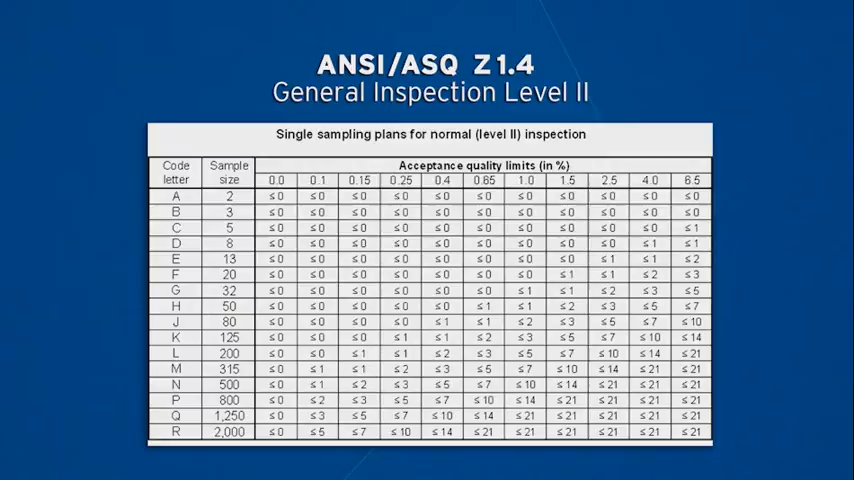 ANSI/ASQ Z1.4
General Inspection Level II
Single sampling plans for normal (level II) inspection
Code letter Sample size Acceptance quality limits (in %)
0.0 0.1 0.15 0.25 0.4 0.65 1.0 1.5 2.5 4.0 6.5
A 2 ≤0 ≤0 ≤0 ≤0 ≤0 ≤0 ≤0 ≤0 ≤0 ≤0 ≤0
B 3 ≤0 ≤0 ≤0 ≤0 ≤0 ≤0 ≤0 ≤0 ≤0 ≤0 ≤0
C 5 ≤0 ≤0 ≤0 ≤0 ≤0 ≤0 ≤0 ≤0 ≤0 ≤0 ≤1
D 8 ≤0 ≤0 ≤0 ≤0 ≤0 ≤0 ≤0 ≤0 ≤0 ≤1 ≤1
E 13 ≤0 ≤0 ≤0 ≤0 ≤0 ≤0 ≤0 ≤0 ≤1 ≤1 ≤2
F 20 ≤0 ≤0 ≤0 ≤0 ≤0 ≤0 ≤0 ≤1 ≤1 ≤2 ≤3
G 32 ≤0 ≤0 ≤0 ≤0 ≤0 ≤0 ≤1 ≤1 ≤2 ≤3 ≤5
H 50 ≤0 ≤0 ≤0 ≤0 ≤0 ≤1 ≤1 ≤2 ≤3 ≤5 ≤7
J 80 ≤0 ≤0 ≤0 ≤0 ≤1 ≤1 ≤2 ≤3 ≤5 ≤7 ≤10
K 125 ≤0 ≤0 ≤0 ≤1 ≤1 ≤2 ≤3 ≤5 ≤7 ≤10 ≤14
L 200 ≤0 ≤0 ≤1 ≤1 ≤2 ≤3 ≤5 ≤7 ≤10 ≤14 ≤21
M 315 ≤0 ≤1 ≤1 ≤2 ≤3 ≤5 ≤7 ≤10 ≤14 ≤21 ≤21
N 500 ≤0 ≤1 ≤2 ≤3 ≤5 ≤7 ≤10 ≤14 ≤21 ≤21 ≤21
P 800 ≤0 ≤2 ≤3 ≤5 ≤7 ≤10 ≤14 ≤21 ≤21 ≤21 ≤21
Q 1,250 ≤0 ≤3 ≤5 ≤7 ≤10 ≤14 ≤21 ≤21 ≤21 ≤21 ≤21
R 2,000 ≤0 ≤5 ≤7 ≤10 ≤14 ≤21 ≤21 ≤21 ≤21 ≤21 ≤21